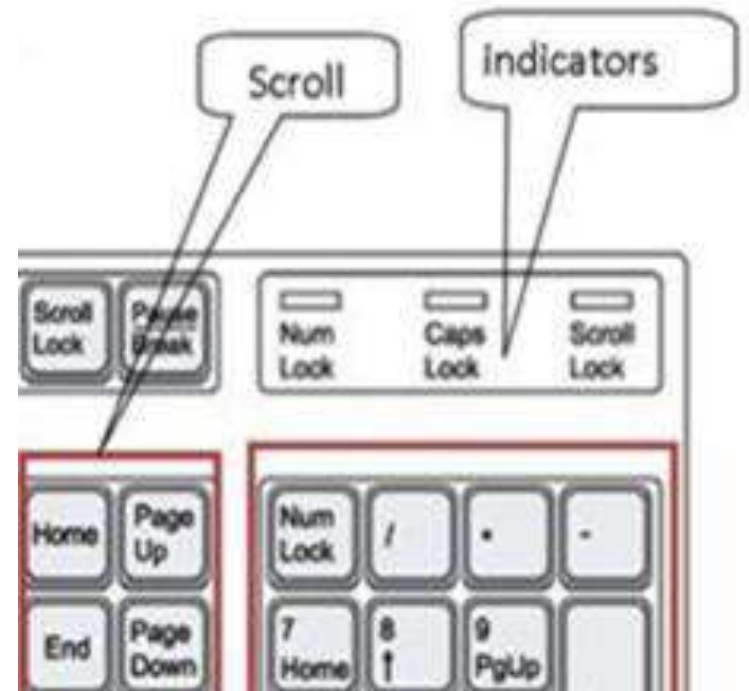 Scroll
indicators
Scroll
Lock
Pause
Break
Num
Lock
Caps
Lock
Scroll
Lock
Home
Page
Up
Num
Lock
/
*
-
End
Page
Down
7
Home
8
↑
9
PgUp